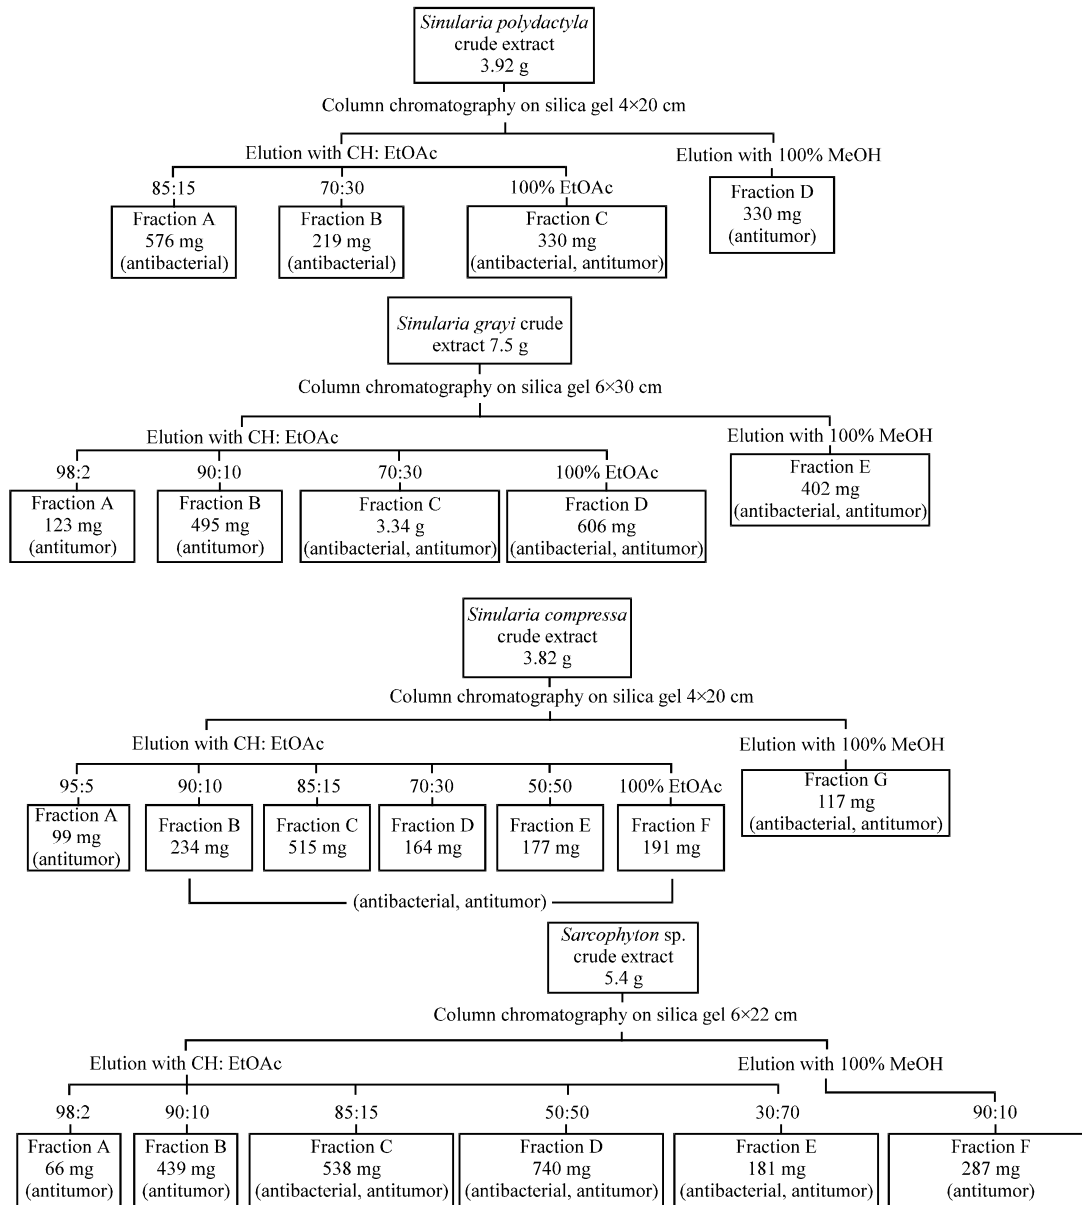 Sinularia polydactyla
crude extract
3.92 g
Column chromatography on silica gel 4×20 cm
Elution with CH: EtOAc
Elution with 100% MeOH
85:15
70:30
100% EtOAc
Fraction A
576 mg
(antibacterial)
Fraction B
219 mg
(antibacterial)
Fraction C
330 mg
(antibacterial, antitumor)
Fraction D
330 mg
(antitumor)
Sinularia grayi crude
extract 7.5 g
Column chromatography on silica gel 6×30 cm
Elution with CH: EtOAc
Elution with 100% MeOH
98:2
90:10
70:30
100% EtOAc
Fraction A
123 mg
(antitumor)
Fraction B
495 mg
(antitumor)
Fraction C
3.34 g
(antibacterial, antitumor)
Fraction D
606 mg
(antibacterial, antitumor)
Fraction E
402 mg
(antibacterial, antitumor)
Sinularia compressa
crude extract
3.82 g
Column chromatography on silica gel 4×20 cm
Elution with CH: EtOAc
Elution with 100% MeOH
95:5
90:10
85:15
70:30
50:50
100% EtOAc
Fraction A
99 mg
(antitumor)
Fraction B
234 mg
Fraction C
515 mg
Fraction D
164 mg
Fraction E
177 mg
Fraction F
191 mg
Fraction G
117 mg
(antibacterial, antitumor)
(antibacterial, antitumor)
Sarcophyton sp.
crude extract
5.4 g
Column chromatography on silica gel 6×22 cm
Elution with CH: EtOAc
Elution with 100% MeOH
98:2
90:10
85:15
50:50
30:70
90:10
Fraction A
66 mg
(antitumor)
Fraction B
439 mg
(antitumor)
Fraction C
538 mg
(antibacterial, antitumor)
Fraction D
740 mg
(antibacterial, antitumor)
Fraction E
181 mg
(antibacterial, antitumor)
Fraction F
287 mg
(antitumor)